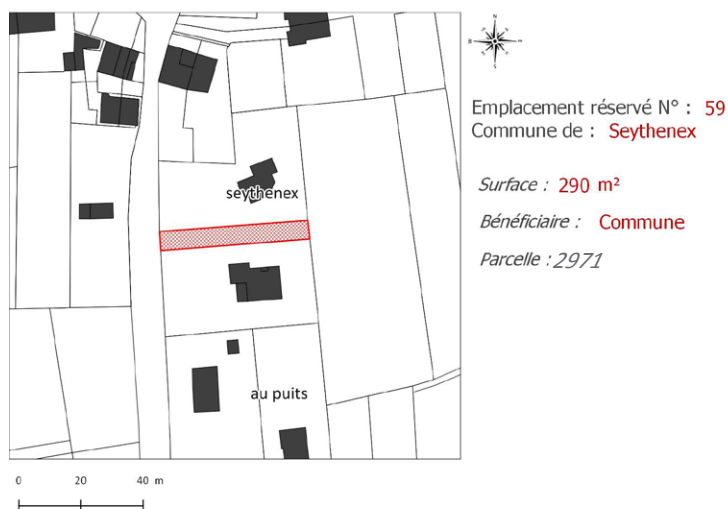 N
E
S
Emplacement réservé N° : 59
Commune de : Seythenex
Surface : 290 m²
Bénéficiaire : Commune
Parcelle : 2971
seythenex
au puits
0 20 40 m